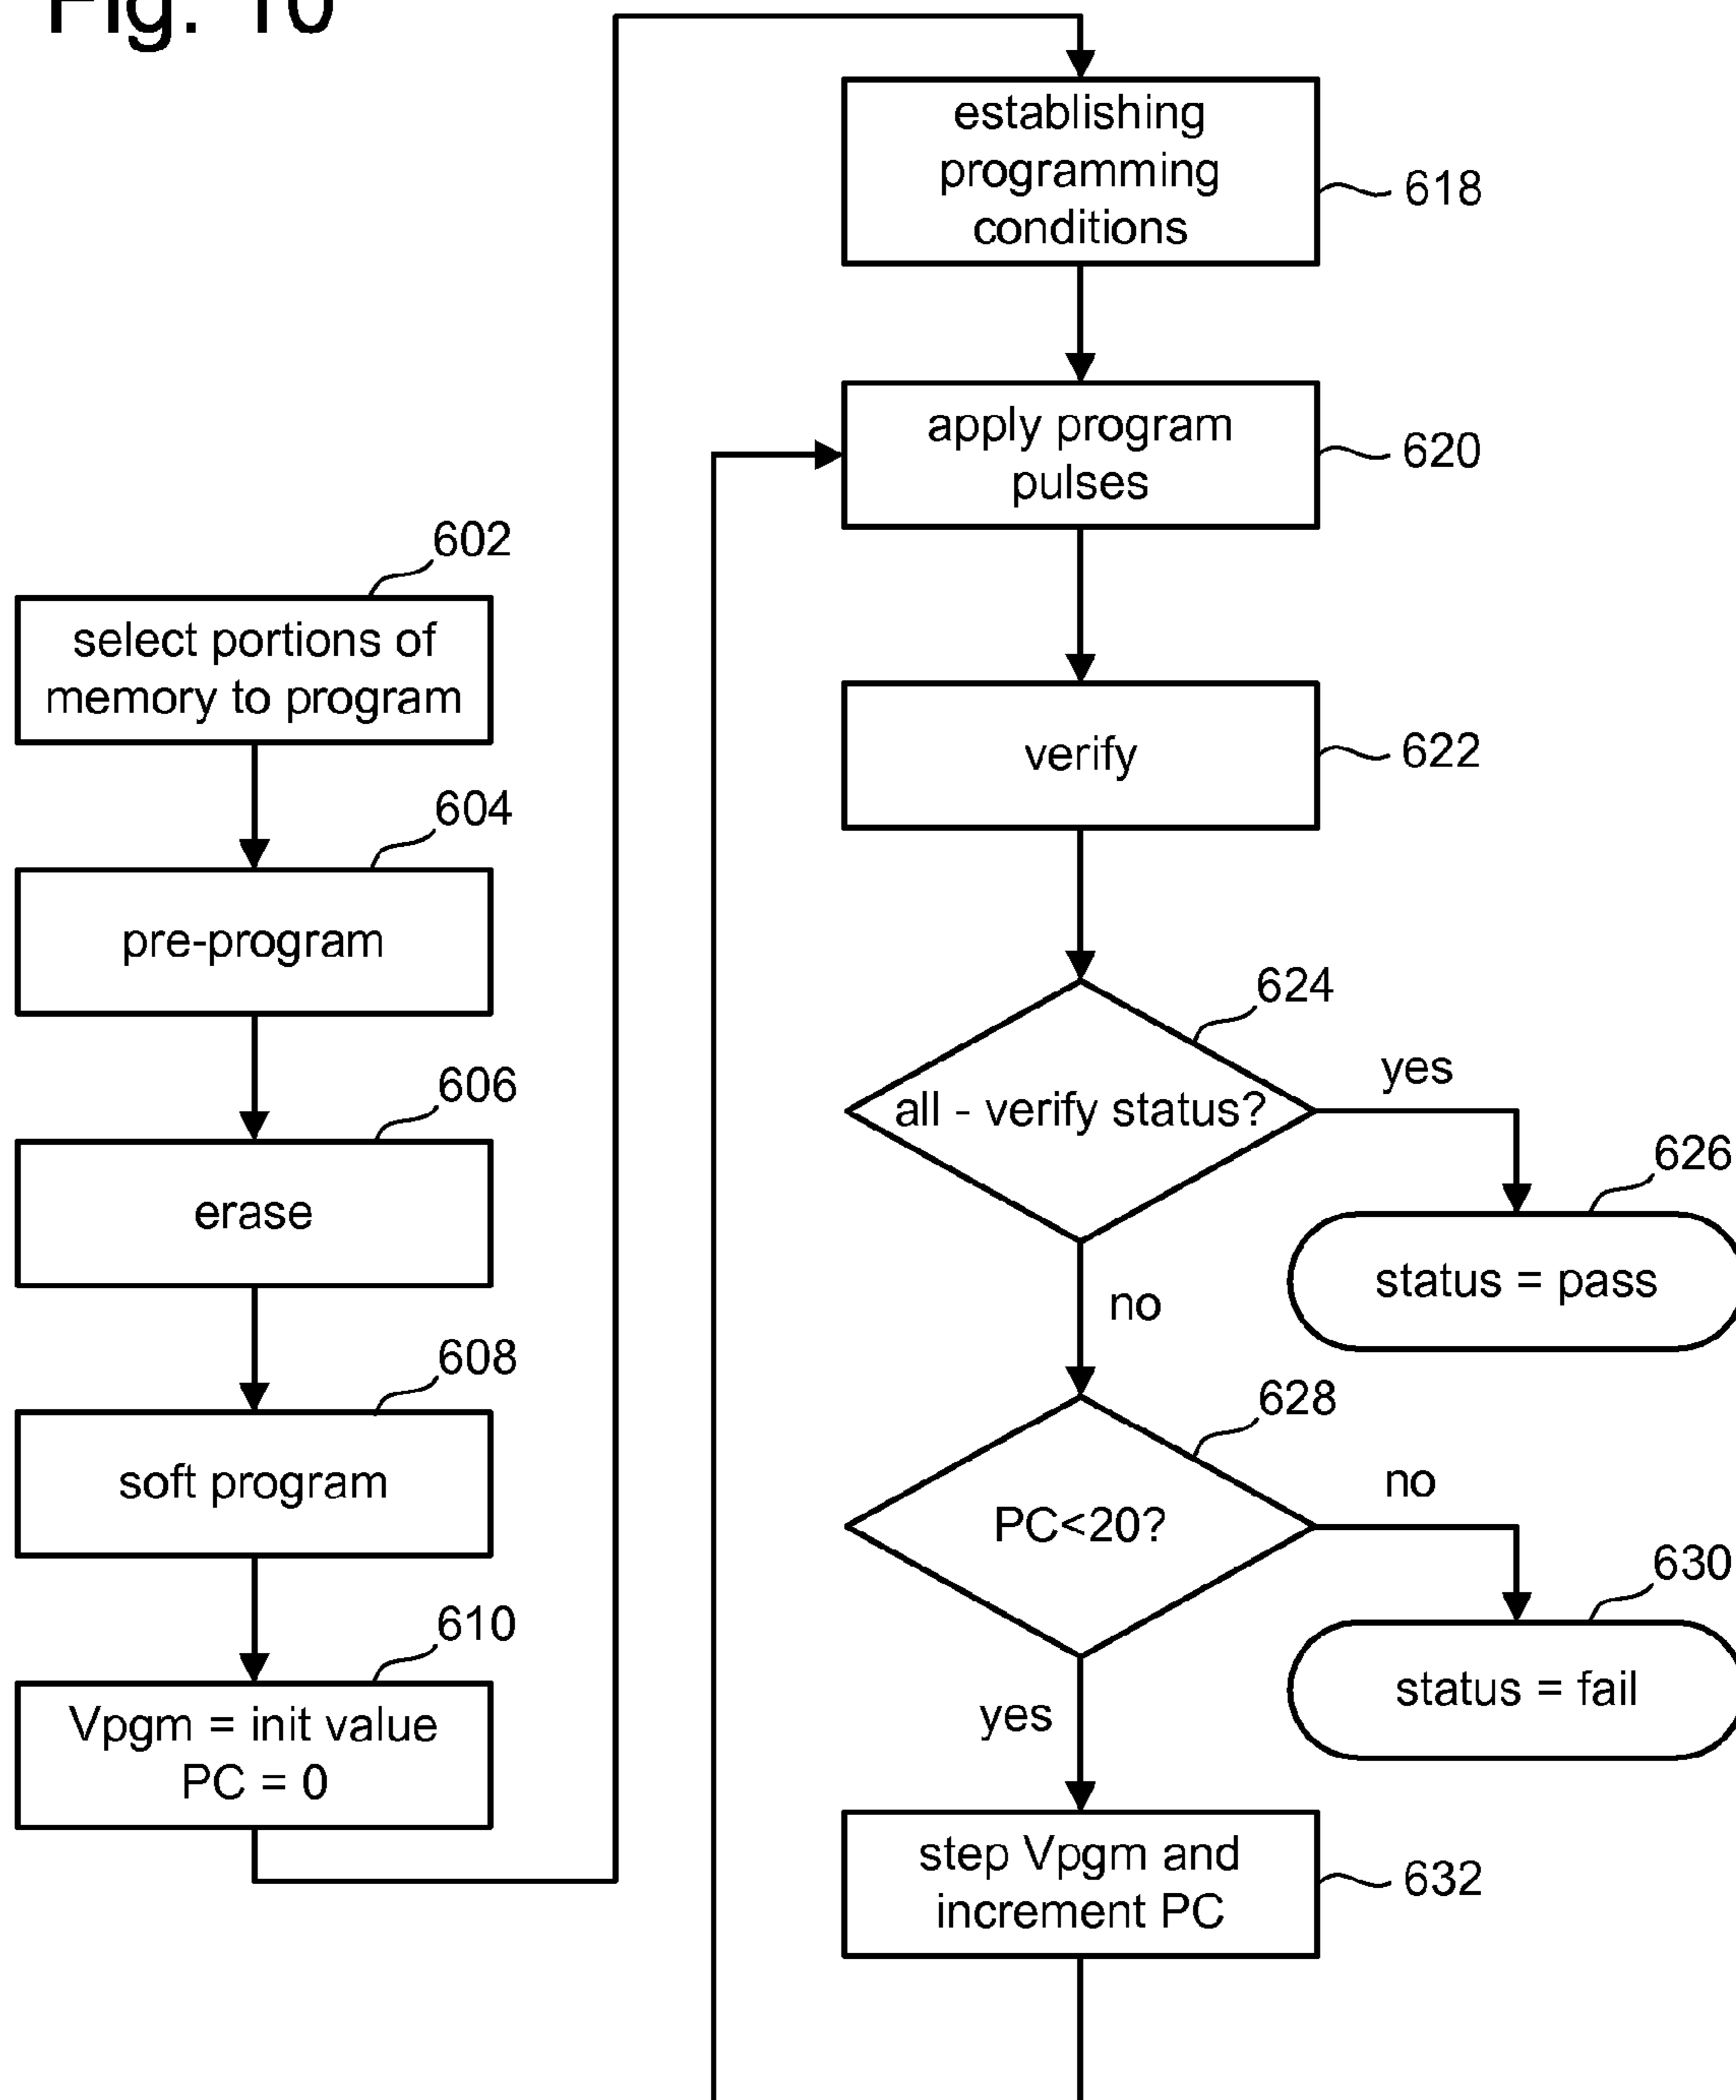 Fig. 10
602
select portions of
memory to program
604
pre-program
606
erase
608
soft program
610
Vpgm = init value
PC = 0
establishing
programming
conditions
618
apply program
pulses
620
verify
622
624
all - verify status?
yes
626
status = pass
no
628
PC<20?
no
630
status = fail
yes
step Vpgm and
increment PC
632